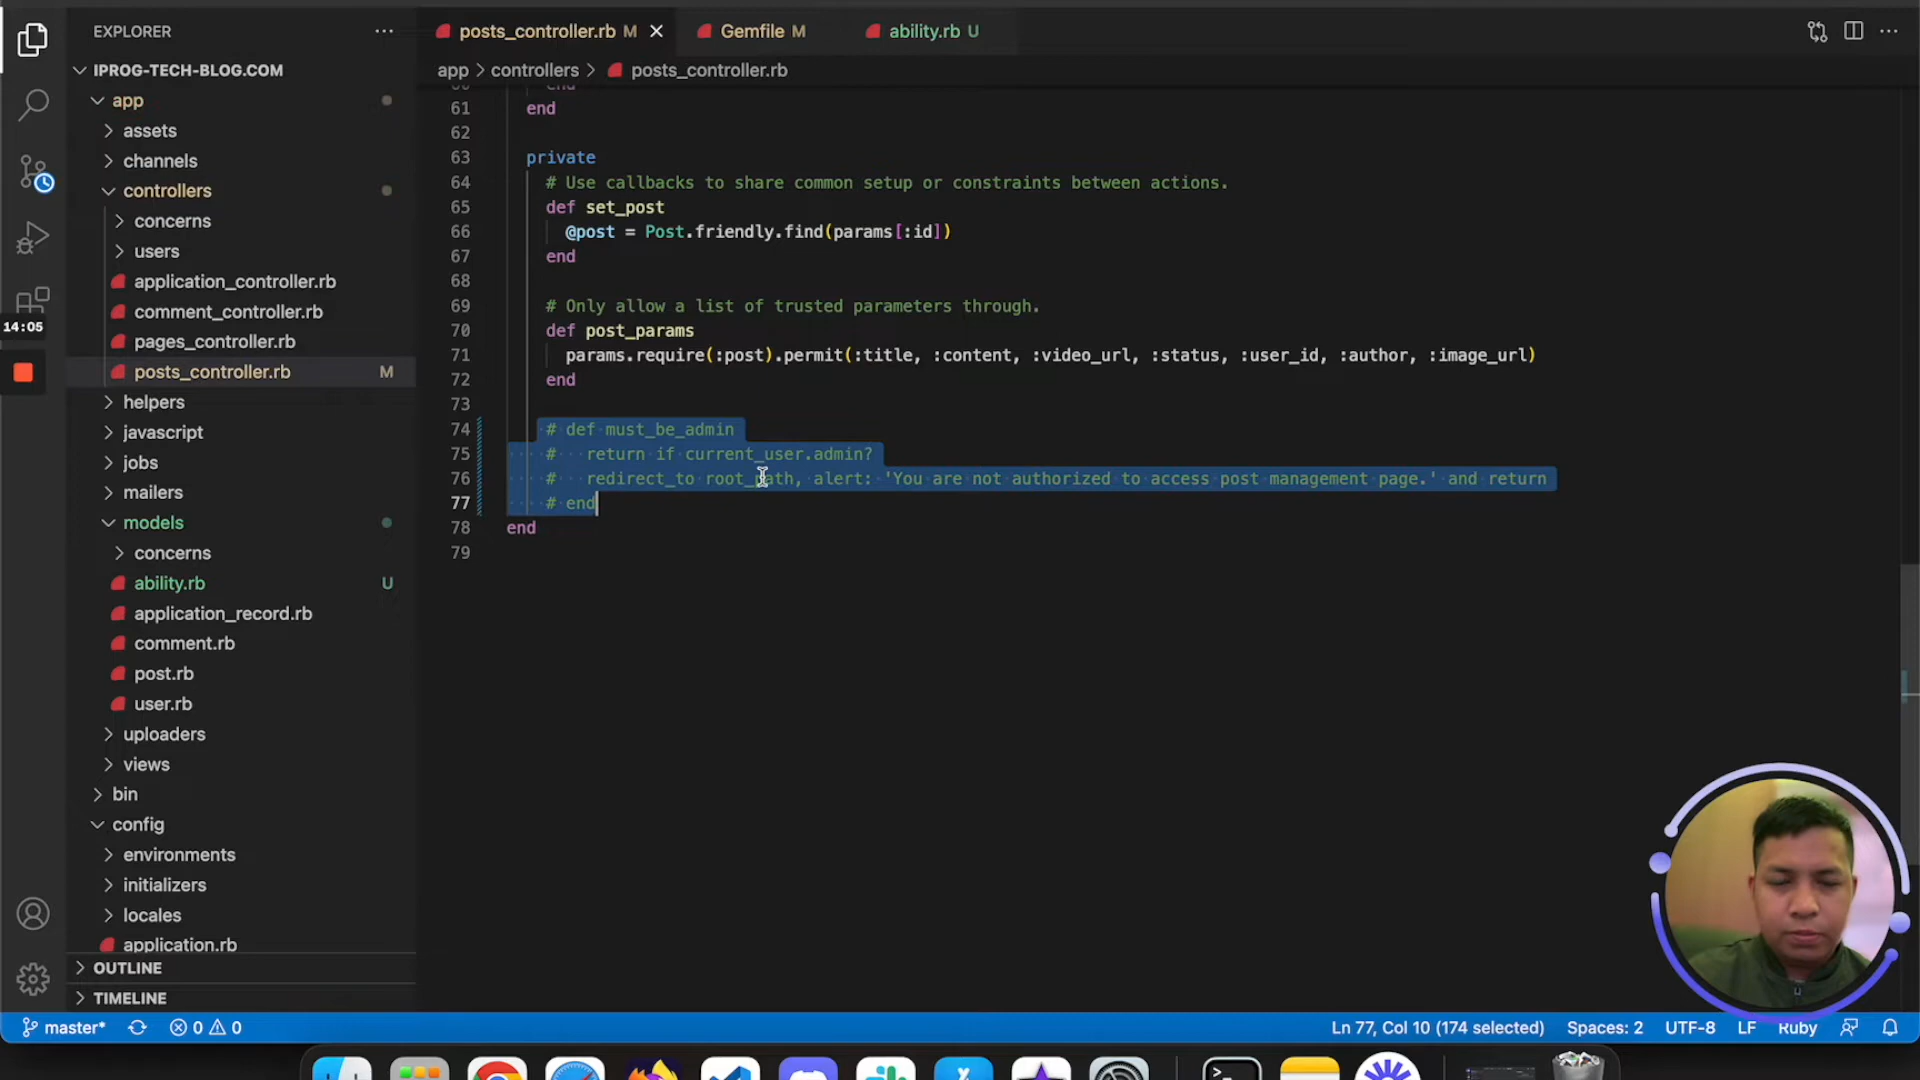 EXPLORER
IPROG-TECH-BLOG.COM
app
assets
channels
controllers
concerns
users
application_controller.rb
comment_controller.rb
pages_controller.rb
posts_controller.rb M
helpers
javascript
jobs
mailers
models
concerns
ability.rb U
application_record.rb
comment.rb
post.rb
user.rb
uploaders
views
bin
config
environments
initializers
locales
application.rb
OUTLINE
TIMELINE
14:05
posts_controller.rb M Gemfile M ability.rb U
app > controllers > posts_controller.rb
60 end
61 end
62
63 private
64 # Use callbacks to share common setup or constraints between actions.
65 def set_post
66 @post = Post.friendly.find(params[:id])
67 end
68
69 # Only allow a list of trusted parameters through.
70 def post_params
71 params.require(:post).permit(:title, :content, :video_url, :status, :user_id, :author, :image_url)
72 end
73
74 # def must_be_admin
75 # return if current_user.admin?
76 # redirect_to root_path, alert: 'You are not authorized to access post management page.' and return
77 # end
78 end
79
master* 0 0 Ln 77, Col 10 (174 selected) Spaces: 2 UTF-8 LF Ruby